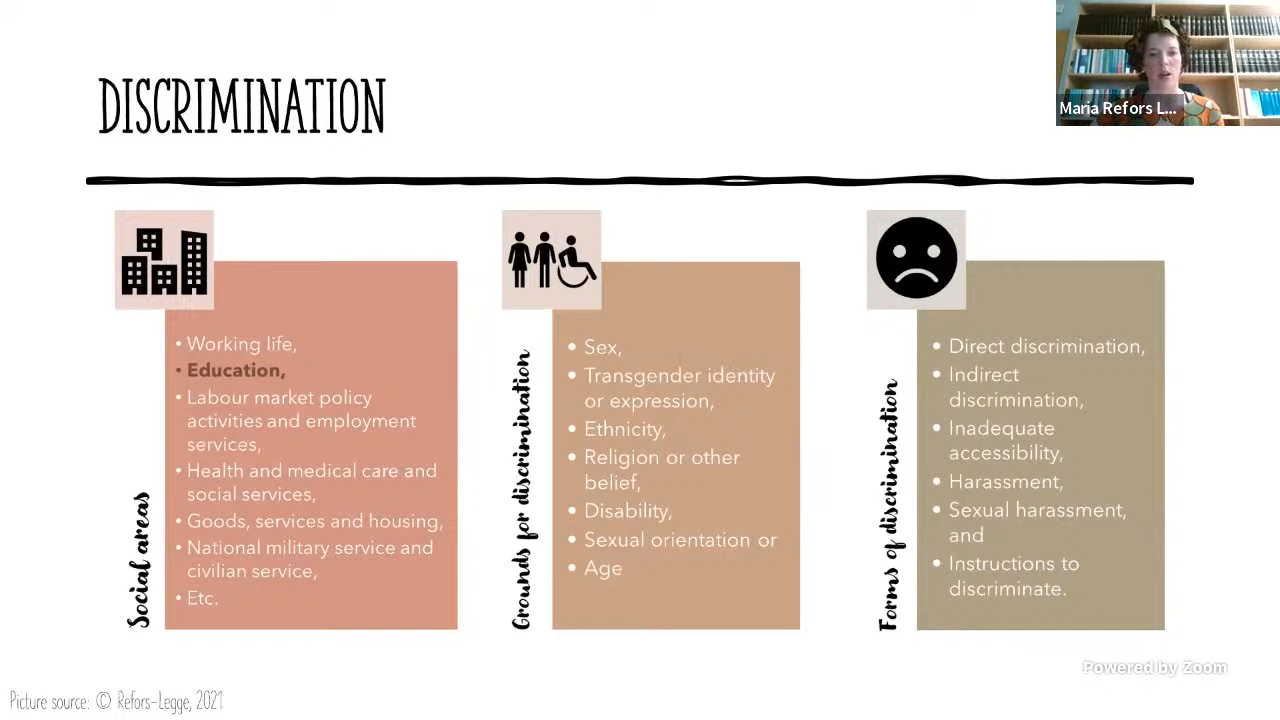 DISCRIMINATION
Maria Refors L...
Social areas
• Working life,
• Education,
• Labour market policy
activities and employment
services,
• Health and medical care and
social services,
• Goods, services and housing,
• National military service and
civilian service,
• Etc.
Grounds for discrimination
• Sex,
• Transgender identity
or expression,
• Ethnicity,
• Religion or other
belief,
• Disability,
• Sexual orientation or
• Age
Forms of discrimination
• Direct discrimination,
• Indirect
discrimination,
• Inadequate
accessibility,
• Harassment,
• Sexual harassment,
and
• Instructions to
discriminate.
Powered by Zoom
Picture source: © Refors-Legge, 2021